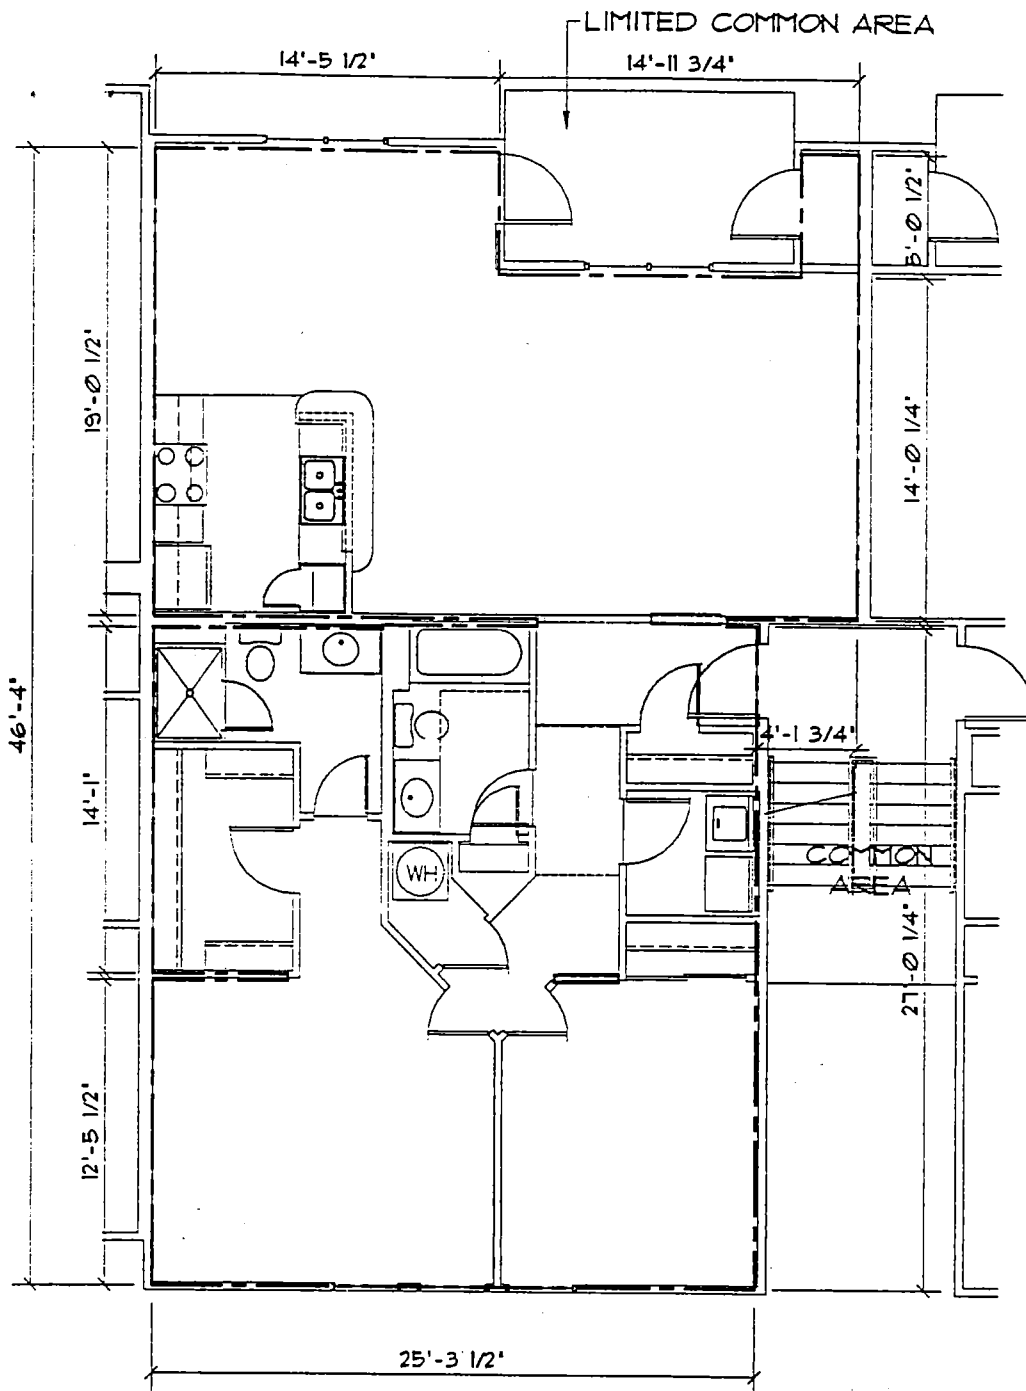 LIMITED COMMON AREA
14'-5 1/2"
14'-11 3/4"
5'-0 1/2"
19'-0 1/2"
14'-0 1/4"
46'-4"
4'-1 3/4"
14'-1"
WH
COMMON
AREA
27'-0 1/4"
12'-5 1/2"
25'-3 1/2"